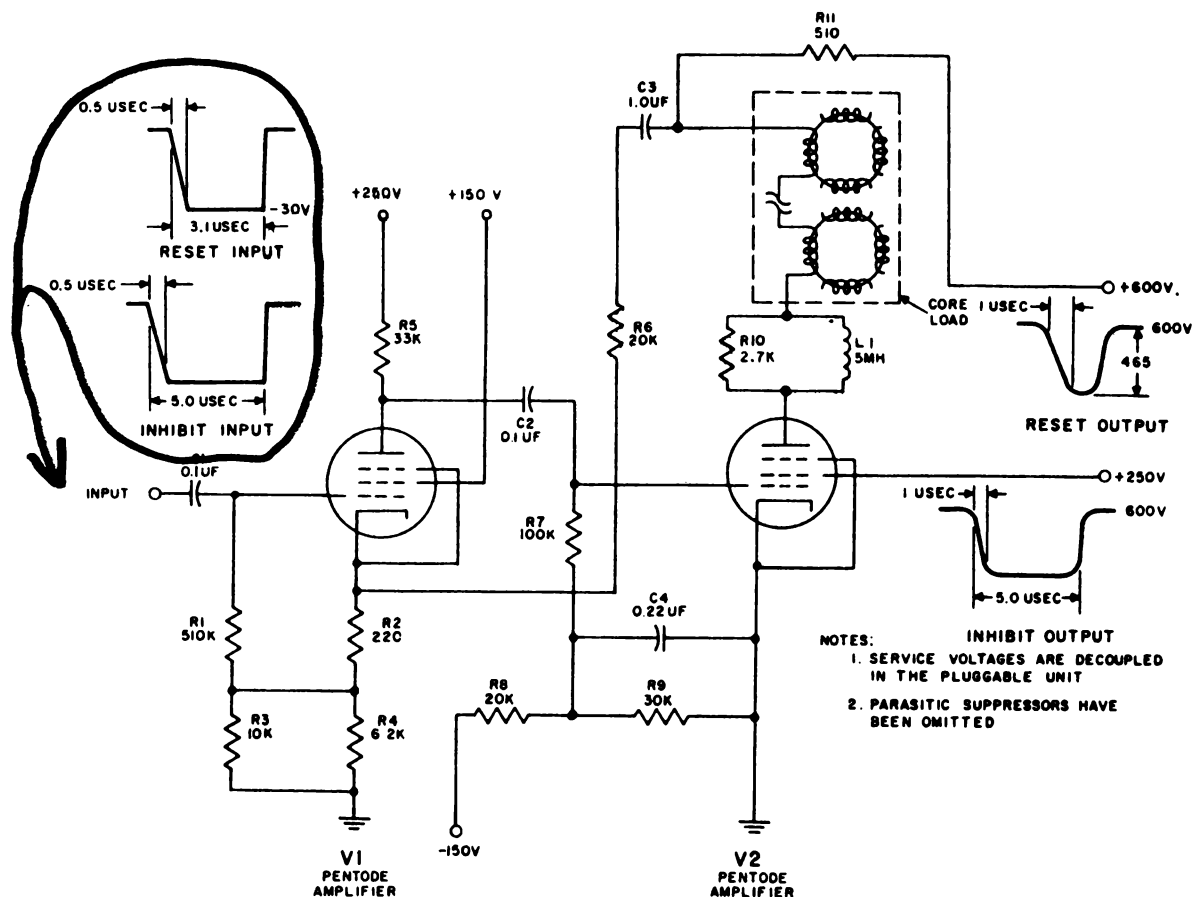 R11
510
0.5 USEC
C3
1.0UF
+250V
+150 V
-30V
3.1 USEC
RESET INPUT
0.5 USEC
R5
33K
R6
20K
CORE
LOAD
1 USEC
+600V
600V
465
R10
2.7K
L1
5MH
5.0 USEC
INHIBIT INPUT
C2
0.1UF
RESET OUTPUT
0.1UF
INPUT
+250V
1 USEC
600V
R7
100K
5.0 USEC
INHIBIT OUTPUT
R1
510K
R2
220
C4
0.22UF
NOTES:
1. SERVICE VOLTAGES ARE DECOUPLED
IN THE PLUGGABLE UNIT
2. PARASITIC SUPPRESSORS HAVE
BEEN OMITTED
R3
10K
R4
6.2K
R8
20K
R9
30K
-150V
V1
PENTODE
AMPLIFIER
V2
PENTODE
AMPLIFIER